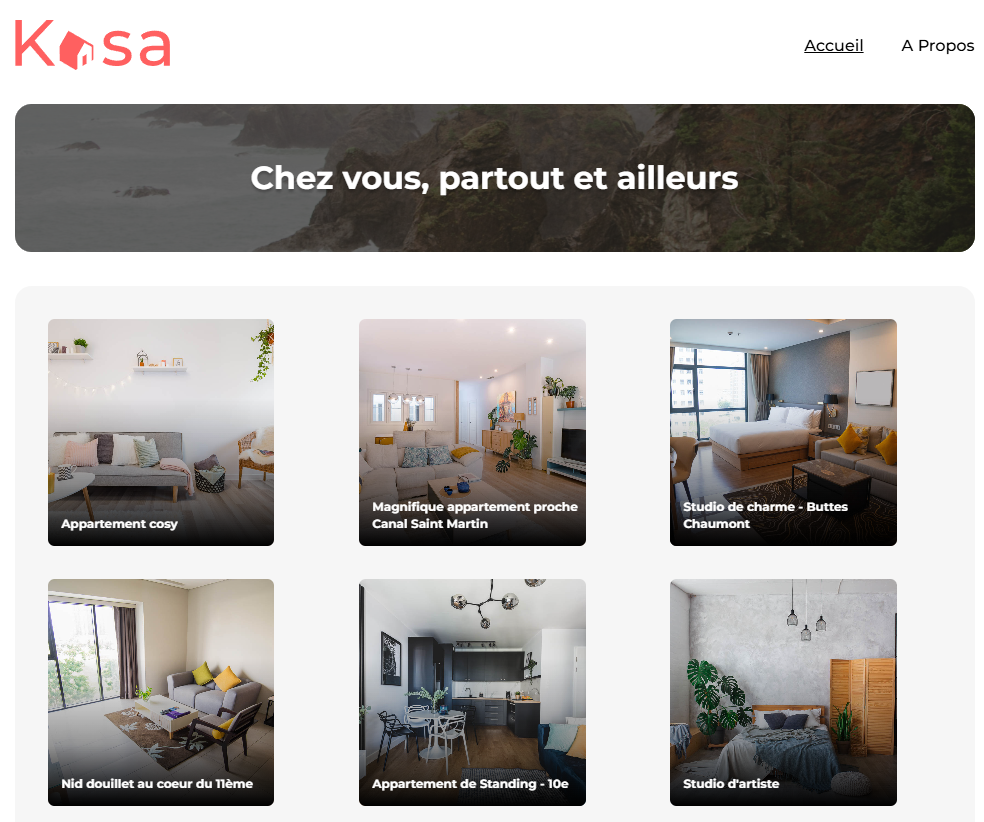 Kasa
Accueil
A Propos
Chez vous, partout et ailleurs
Appartement cosy
Magnifique appartement proche
Canal Saint Martin
Studio de charme - Buttes
Chaumont
Nid douillet au coeur du 11ème
Appartement de Standing - 10e
Studio d'artiste